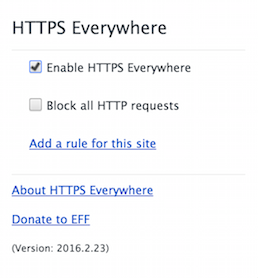 HTTPS Everywhere
Enable HTTPS Everywhere
Block all HTTP requests
Add a rule for this site
About HTTPS Everywhere
Donate to EFF
(Version: 2016.2.23)